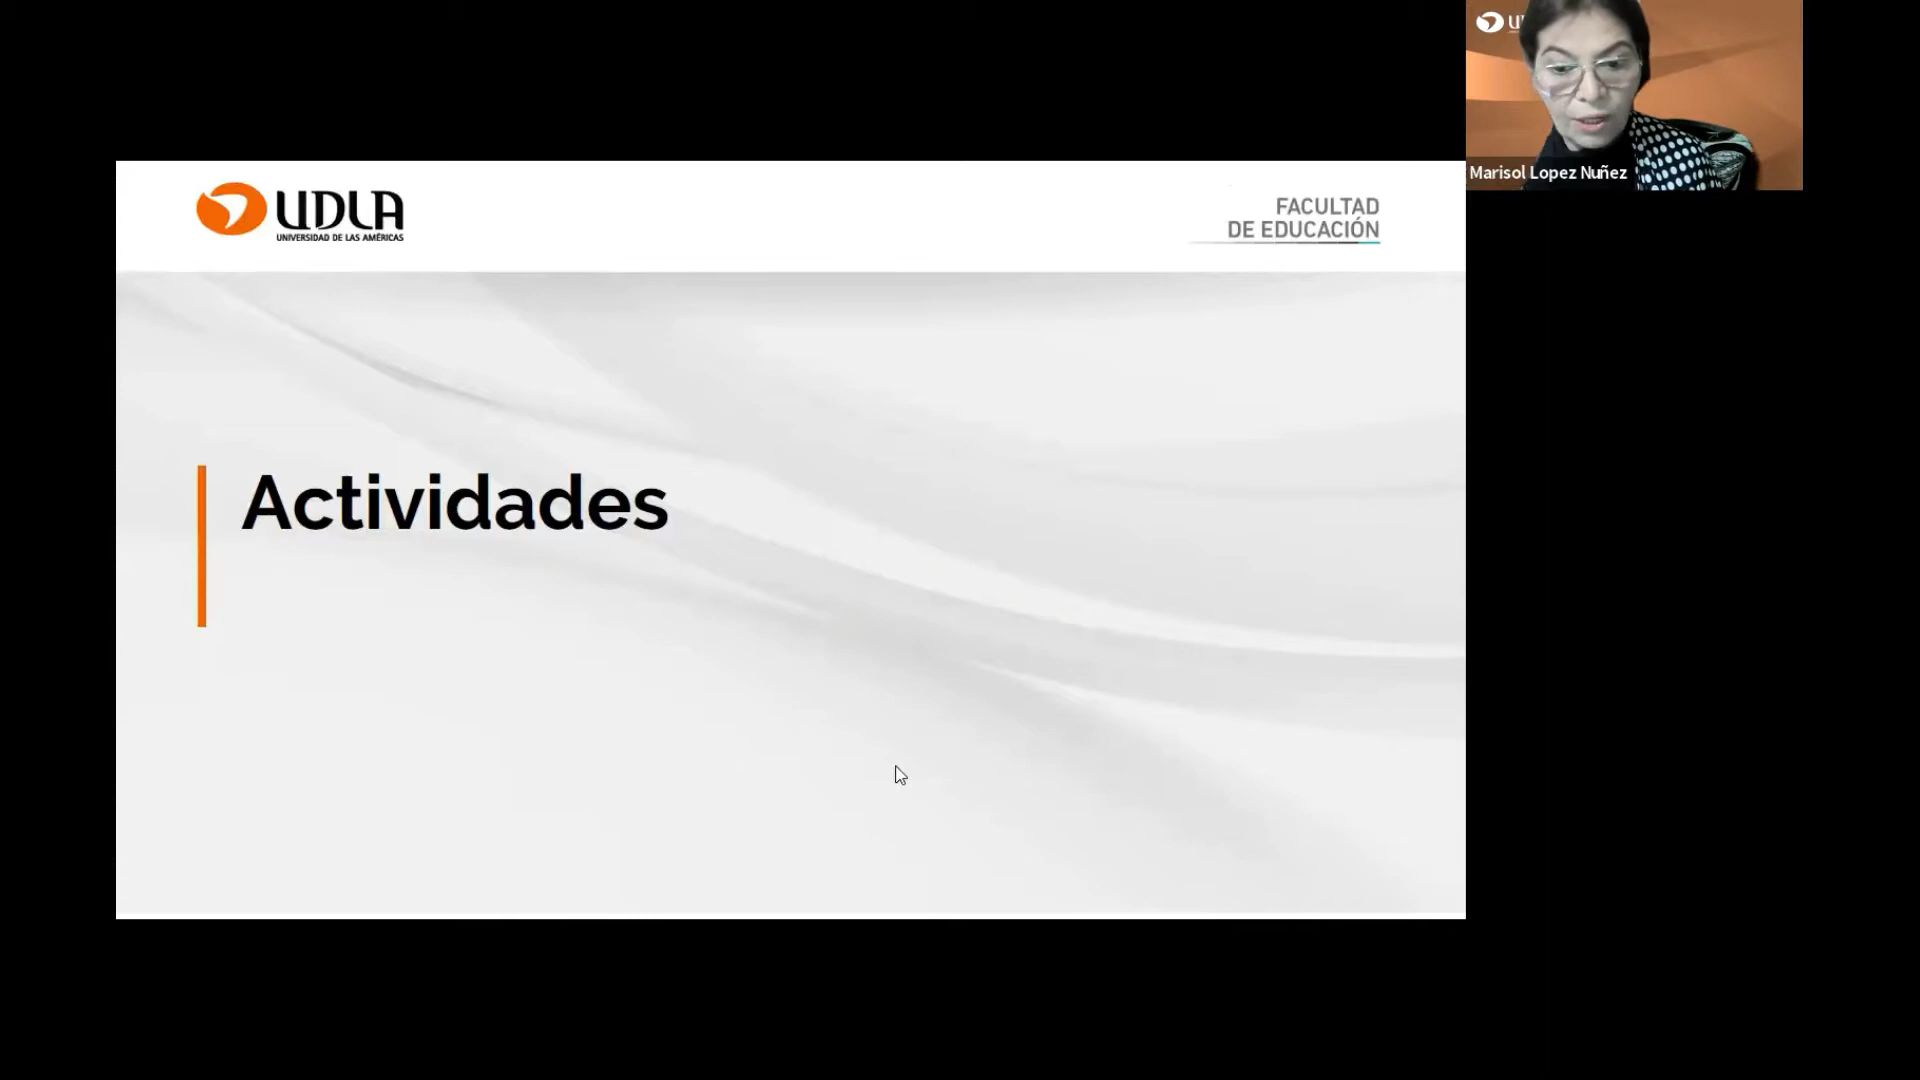 UDLA
UNIVERSIDAD DE LAS AMÉRICAS
FACULTAD
DE EDUCACIÓN
Actividades
Marisol Lopez Nuñez